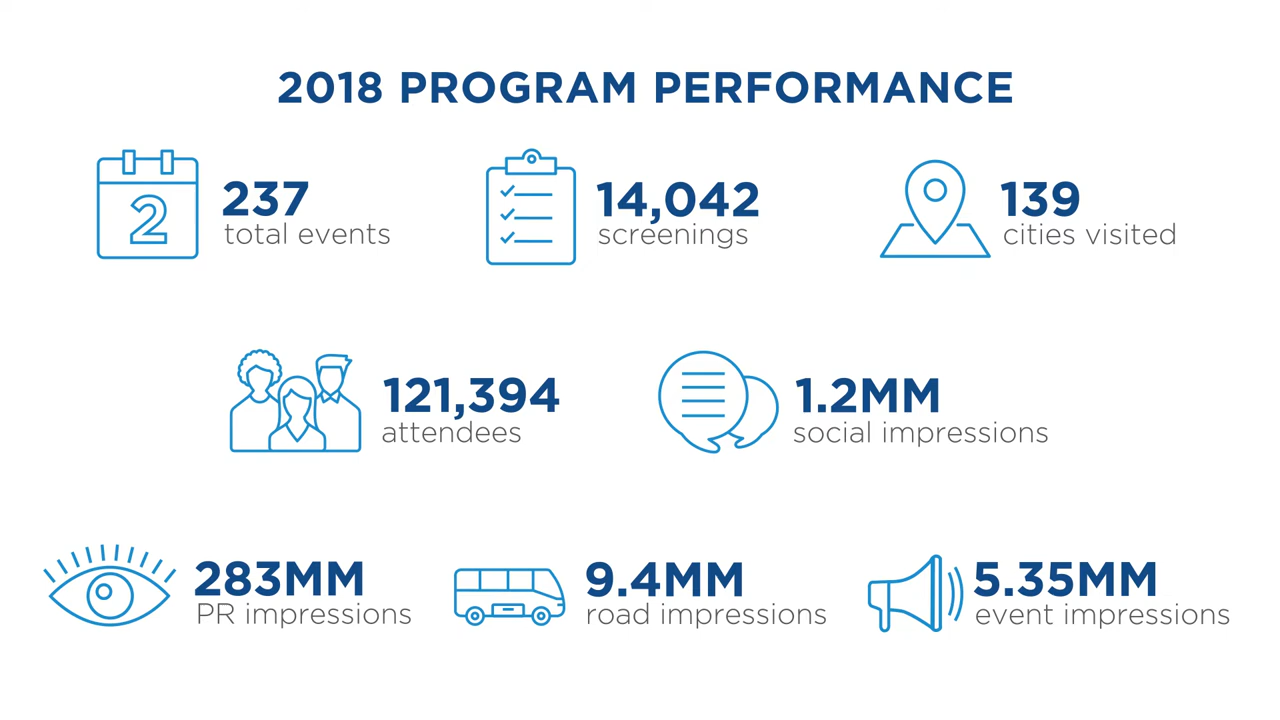 2018 PROGRAM PERFORMANCE
2
237
total events
14,042
screenings
139
cities visited
121,394
attendees
1.2MM
social impressions
283MM
PR impressions
9.4MM
road impressions
5.35MM
event impressions